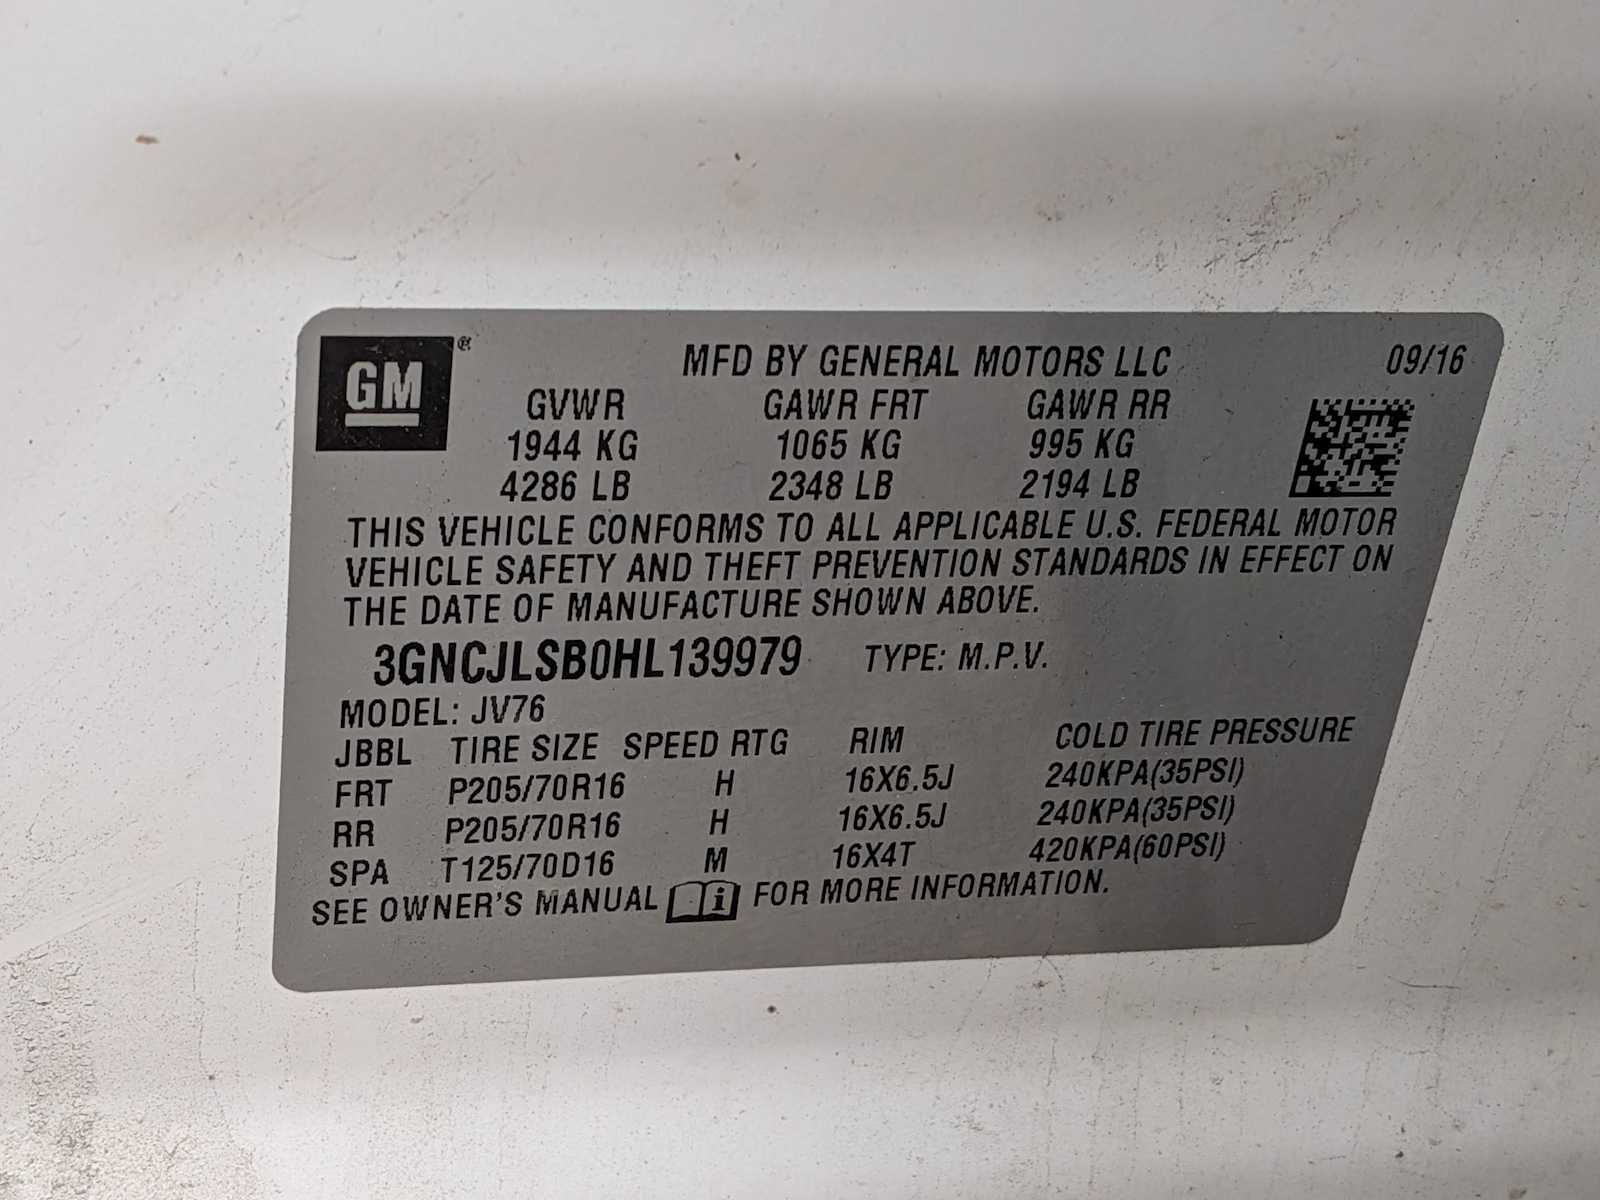 GM ®
MFD BY GENERAL MOTORS LLC 09/16
GVWR GAWR FRT GAWR RR
1944 KG 1065 KG 995 KG
4286 LB 2348 LB 2194 LB
THIS VEHICLE CONFORMS TO ALL APPLICABLE U.S. FEDERAL MOTOR
VEHICLE SAFETY AND THEFT PREVENTION STANDARDS IN EFFECT ON
THE DATE OF MANUFACTURE SHOWN ABOVE.
3GNCJLSB0HL139979 TYPE: M.P.V.
MODEL: JV76
JBBL TIRE SIZE SPEED RTG RIM COLD TIRE PRESSURE
FRT P205/70R16 H 16X6.5J 240KPA(35PSI)
RR P205/70R16 H 16X6.5J 240KPA(35PSI)
SPA T125/70D16 M 16X4T 420KPA(60PSI)
SEE OWNER'S MANUAL i FOR MORE INFORMATION.